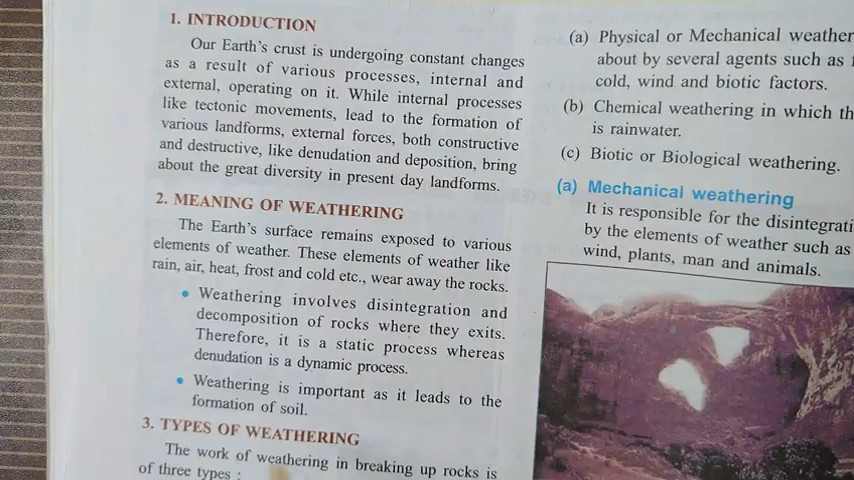 1. INTRODUCTION
Our Earth's crust is undergoing constant changes
as a result of various processes, internal and
external, operating on it. While internal processes
like tectonic movements, lead to the formation of
various landforms, external forces, both constructive
and destructive, like denudation and deposition, bring
about the great diversity in present day landforms.
2. MEANING OF WEATHERING
The Earth's surface remains exposed to various
elements of weather. These elements of weather like
rain, air, heat, frost and cold etc., wear away the rocks.
• Weathering involves disintegration and
decomposition of rocks where they exits.
Therefore, it is a static process whereas
denudation is a dynamic process.
• Weathering is important as it leads to the
formation of soil.
3. TYPES OF WEATHERING
The work of weathering in breaking up rocks is
of three types :
(a) Physical or Mechanical weather
about by several agents such as
cold, wind and biotic factors.
(b) Chemical weathering in which th
is rainwater.
(c) Biotic or Biological weathering.
(a) Mechanical weathering
It is responsible for the disintegrati
by the elements of weather such as
wind, plants, man and animals.